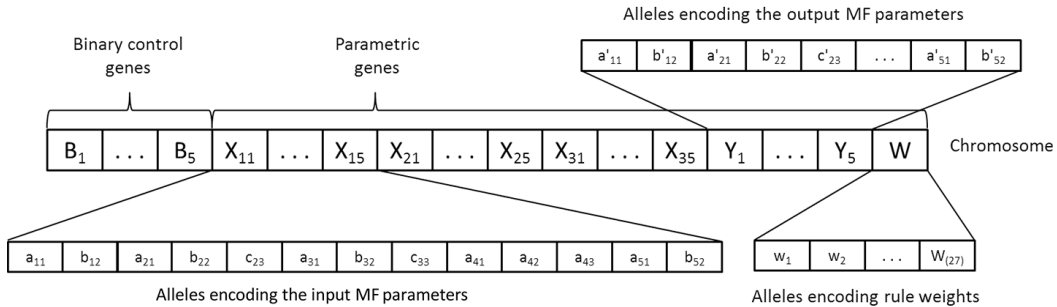 Alleles encoding the output MF parameters
a'₁₁ b'₁₂ a'₂₁ b'₂₂ c'₂₃ ... a'₅₁ b'₅₂
Binary control
genes
Parametric
genes
B₁ ... B₅ X₁₁ ... X₁₅ X₂₁ ... X₂₅ X₃₁ ... X₃₅ Y₁ ... Y₅ W Chromosome
a₁₁ b₁₂ a₂₁ b₂₂ c₂₃ a₃₁ b₃₂ c₃₃ a₄₁ a₄₂ a₄₃ a₅₁ b₅₂
w₁ w₂ ... W₍₂₇₎
Alleles encoding the input MF parameters
Alleles encoding rule weights